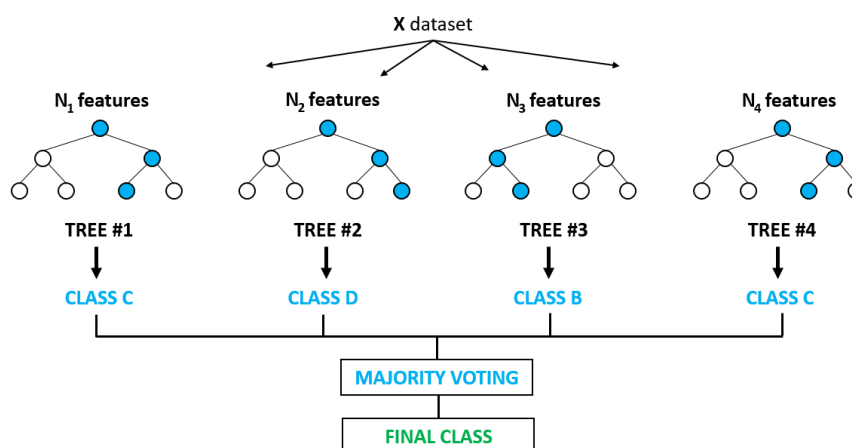 X dataset
N₁ features
N₂ features
N₃ features
N₄ features
TREE #1
TREE #2
TREE #3
TREE #4
CLASS C
CLASS D
CLASS B
CLASS C
MAJORITY VOTING
FINAL CLASS